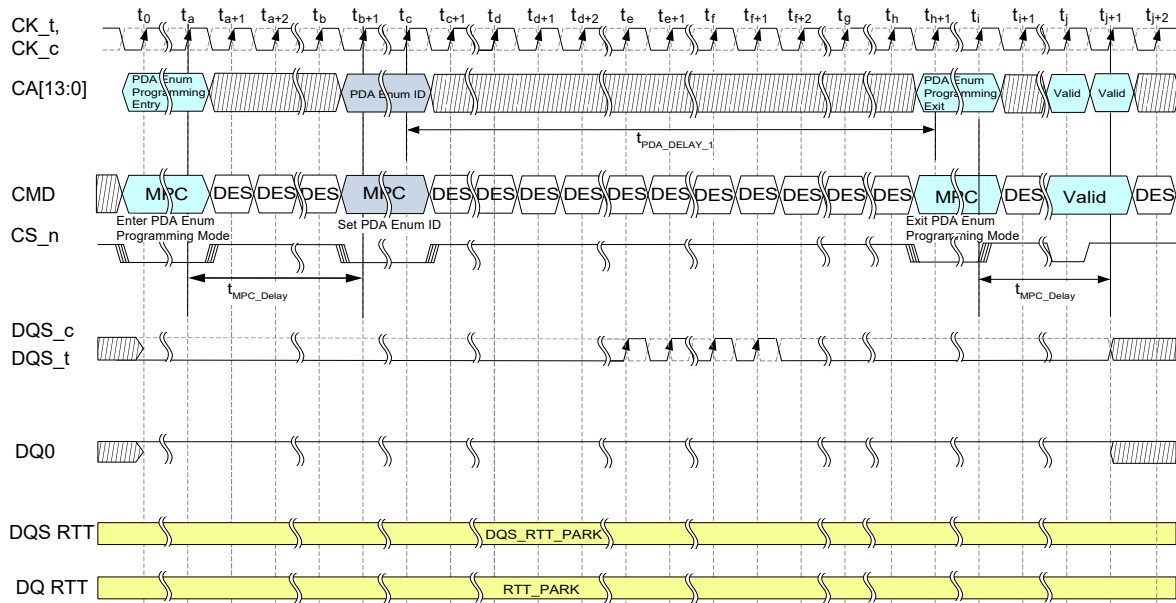 t0 ta ta+1 ta+2 tb tb+1 tc tc+1 td td+1 td+2 te te+1 tf tf+1 tf+2 tg th th+1 ti ti+1 tj tj+1 tj+2
CK_t,
CK_c
CA[13:0]
PDA Enum
Programming
Entry
PDA Enum ID
PDA Enum
Programming
Exit
Valid Valid
tPDA_DELAY_1
CMD
MPC DES DES DES MPC DES DES DES DES DES DES DES DES DES DES DES MPC DES Valid DES
Enter PDA Enum
Programming Mode
Set PDA Enum ID
Exit PDA Enum
Programming Mode
CS_n
tMPC_Delay
tMPC_Delay
DQS_c
DQS_t
DQ0
DQS RTT
DQS_RTT_PARK
DQ RTT
RTT_PARK